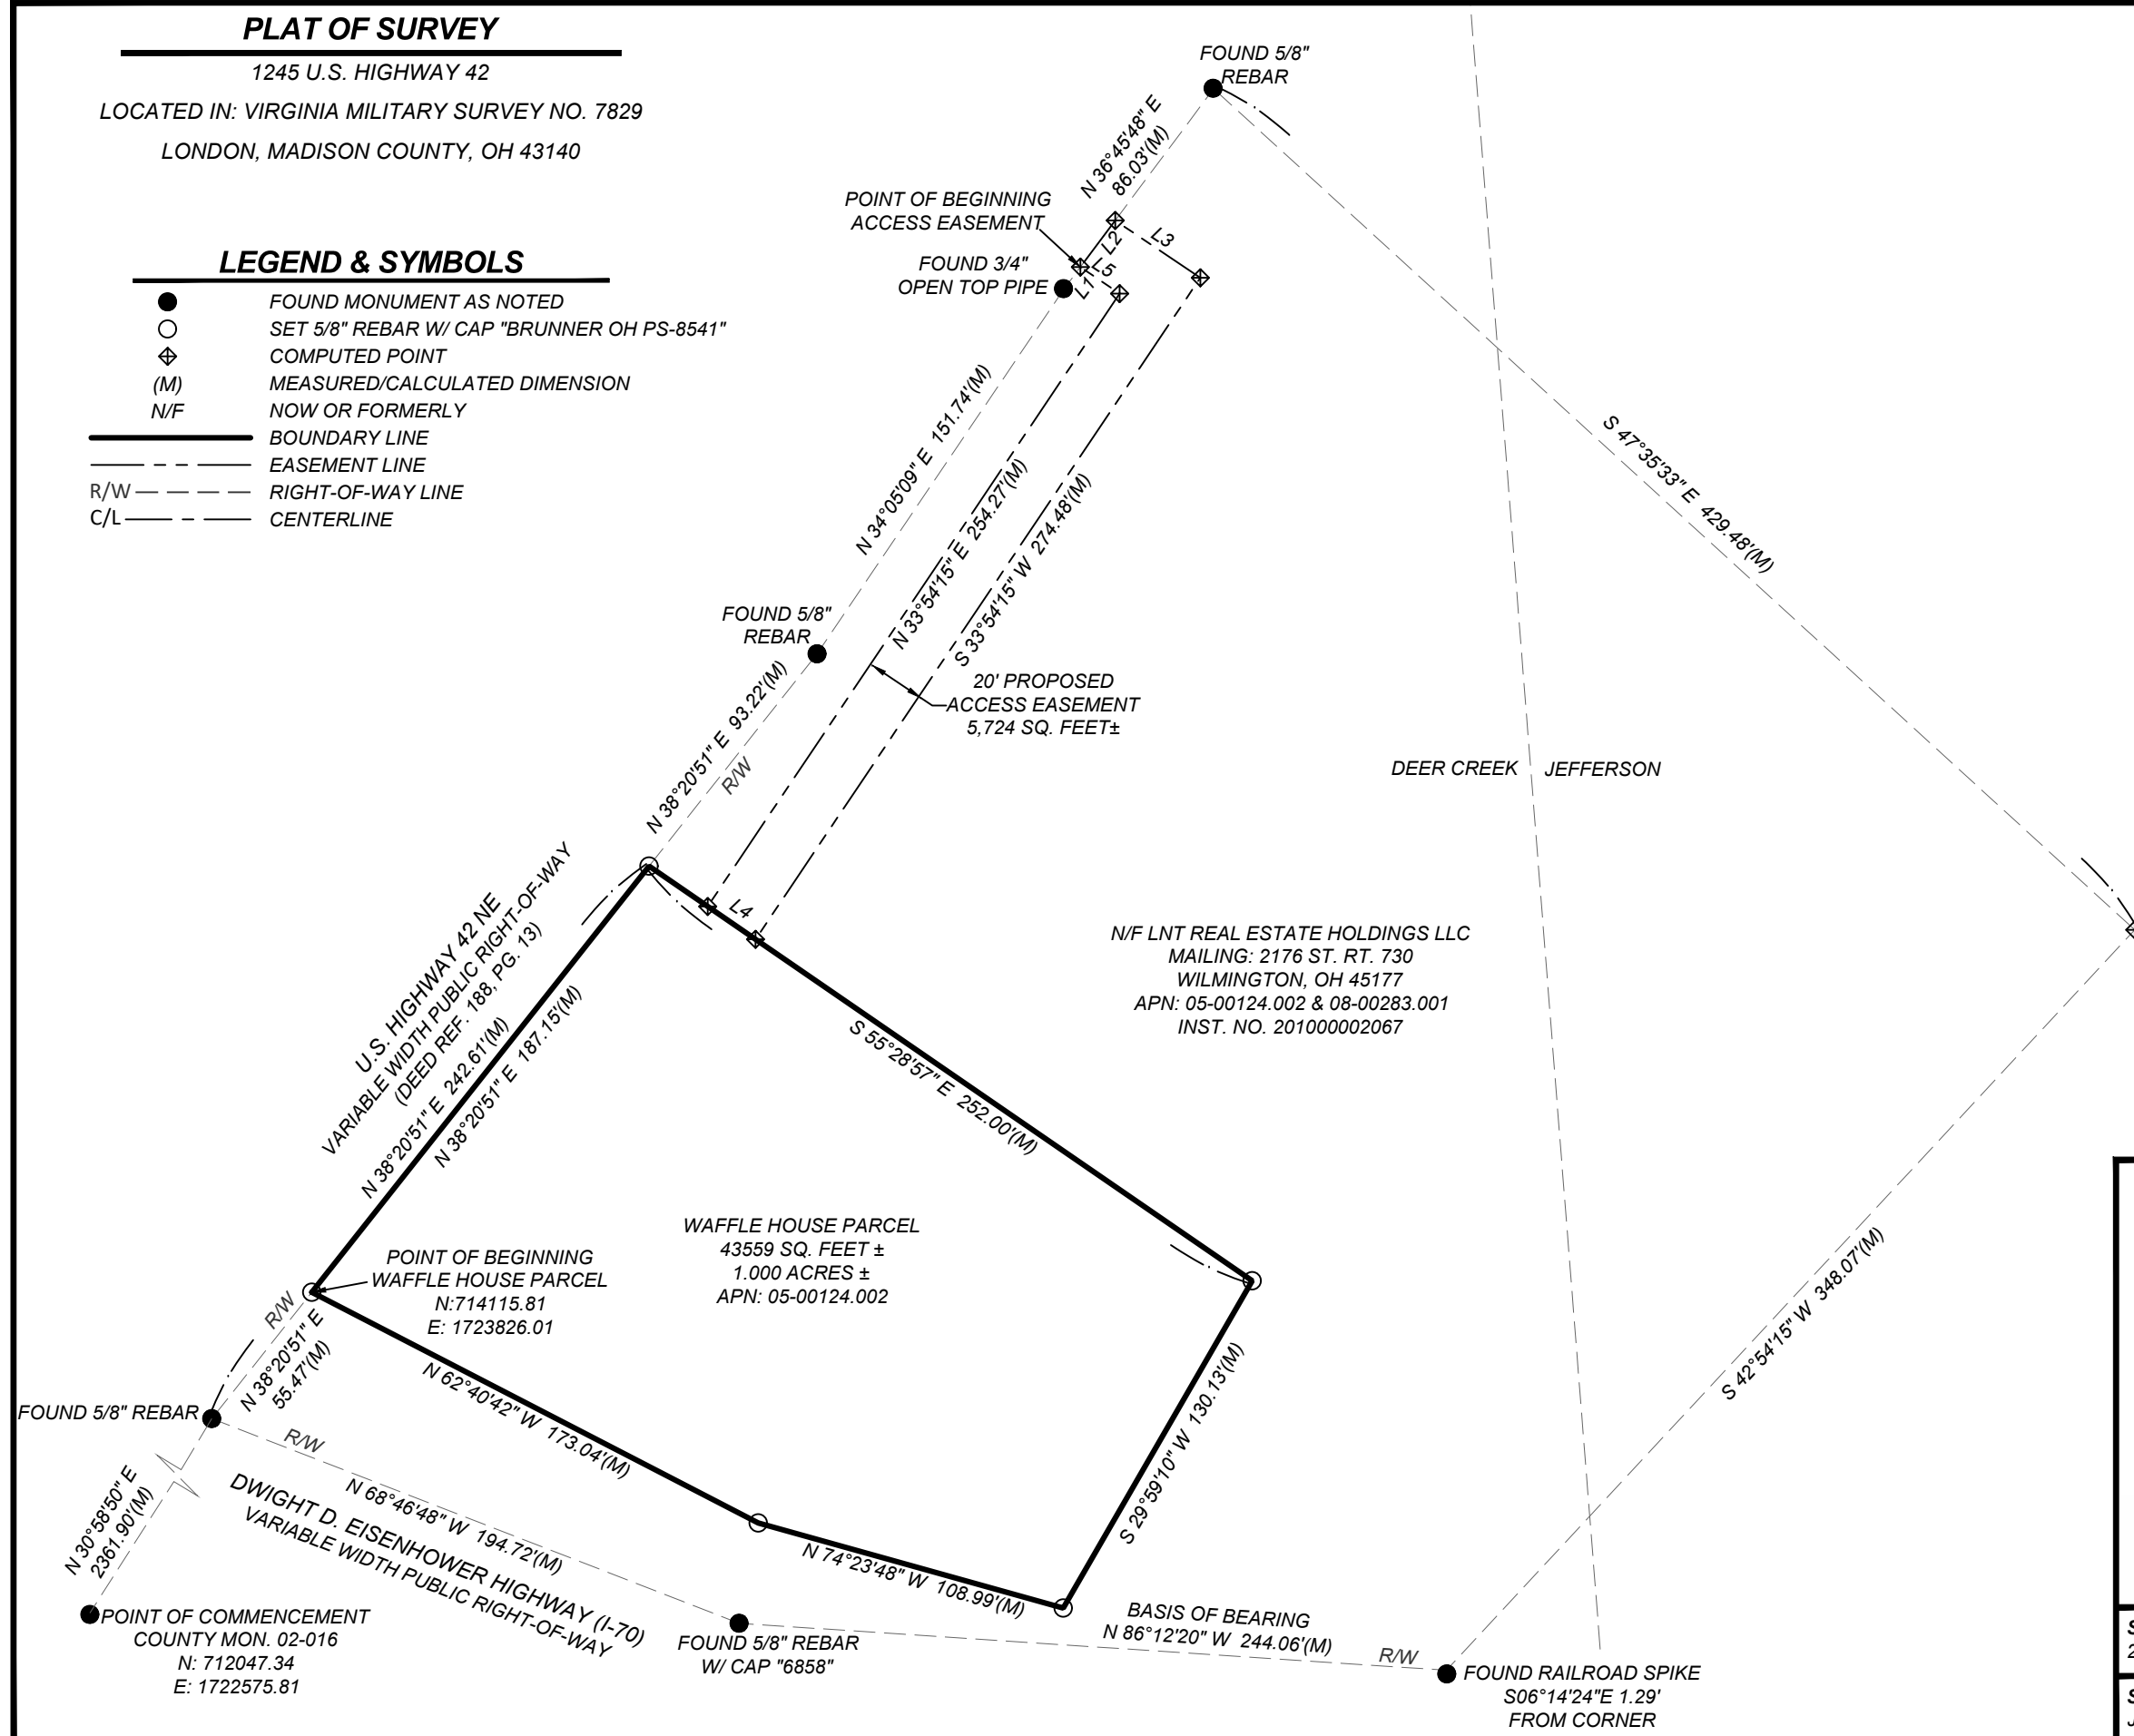 PLAT OF SURVEY
1245 U.S. HIGHWAY 42
LOCATED IN: VIRGINIA MILITARY SURVEY NO. 7829
LONDON, MADISON COUNTY, OH 43140
LEGEND & SYMBOLS
FOUND MONUMENT AS NOTED
SET 5/8" REBAR W/ CAP "BRUNNER OH PS-8541"
COMPUTED POINT
(M) MEASURED/CALCULATED DIMENSION
N/F NOW OR FORMERLY
BOUNDARY LINE
EASEMENT LINE
R/W RIGHT-OF-WAY LINE
C/L CENTERLINE
FOUND 5/8"
REBAR
N 36°45'48" E
86.03'(M)
POINT OF BEGINNING
ACCESS EASEMENT
FOUND 3/4"
OPEN TOP PIPE
L1
L2
L3
L5
N 34°05'09" E 151.74'(M)
N 33°54'15" E 254.27'(M)
S 33°54'15" W 274.48'(M)
S 47°35'33" E 429.48'(M)
FOUND 5/8"
REBAR
20' PROPOSED
ACCESS EASEMENT
5,724 SQ. FEET±
N 38°20'51" E 93.22'(M)
R/W
DEER CREEK
JEFFERSON
L4
N/F LNT REAL ESTATE HOLDINGS LLC
MAILING: 2176 ST. RT. 730
WILMINGTON, OH 45177
APN: 05-00124.002 & 08-00283.001
INST. NO. 201000002067
U.S. HIGHWAY 42 NE
VARIABLE WIDTH PUBLIC RIGHT-OF-WAY
(DEED REF. 188, PG. 13)
N 38°20'51" E 242.61'(M)
N 38°20'51" E 187.15'(M)
S 55°28'57" E 252.00'(M)
WAFFLE HOUSE PARCEL
43559 SQ. FEET ±
1.000 ACRES ±
APN: 05-00124.002
POINT OF BEGINNING
WAFFLE HOUSE PARCEL
N:714115.81
E: 1723826.01
R/W
N 38°20'51" E
55.47'(M)
N 62°40'42" W 173.04'(M)
S 29°59'10" W 130.13'(M)
S 42°54'15" W 348.07'(M)
FOUND 5/8" REBAR
R/W
N 68°46'48" W 194.72'(M)
DWIGHT D. EISENHOWER HIGHWAY (I-70)
VARIABLE WIDTH PUBLIC RIGHT-OF-WAY
N 74°23'48" W 108.99'(M)
N 30°58'50" E
2361.90'(M)
POINT OF COMMENCEMENT
COUNTY MON. 02-016
N: 712047.34
E: 1722575.81
FOUND 5/8" REBAR
W/ CAP "6858"
BASIS OF BEARING
N 86°12'20" W 244.06'(M)
R/W
FOUND RAILROAD SPIKE
S06°14'24"E 1.29'
FROM CORNER